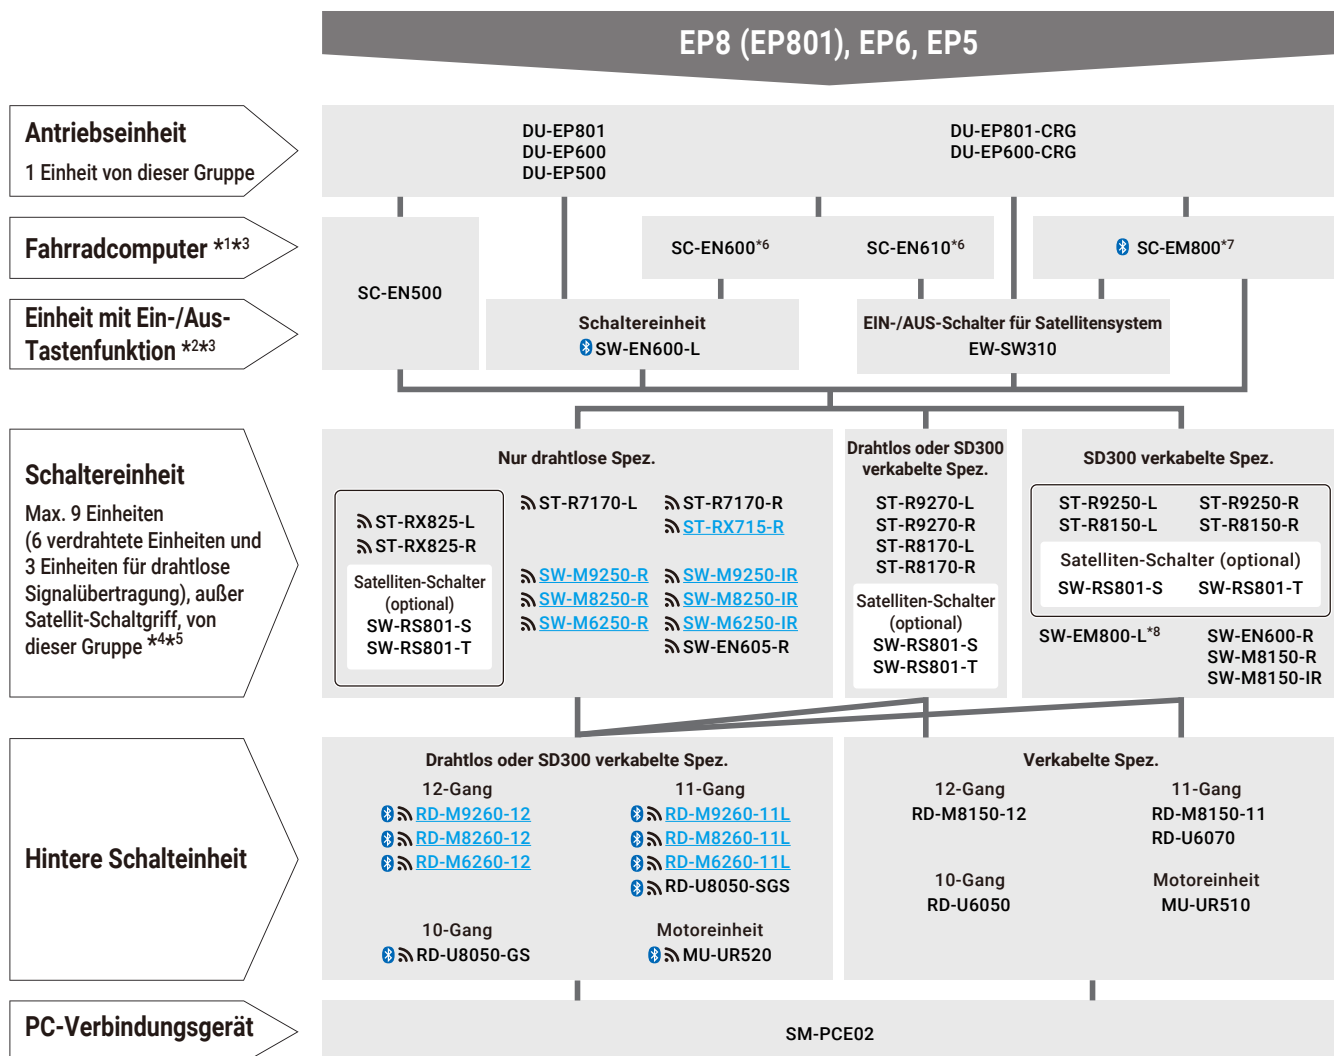 EP8 (EP801), EP6, EP5
Antriebseinheit
1 Einheit von dieser Gruppe
DU-EP801
DU-EP600
DU-EP500
DU-EP801-CRG
DU-EP600-CRG
Fahrradcomputer *1*3
SC-EN500
SC-EN600*6
SC-EN610*6
SC-EM800*7
Einheit mit Ein-/Aus-
Tastenfunktion *2*3
Schaltereinheit
SW-EN600-L
EIN-/AUS-Schalter für Satellitensystem
EW-SW310
Schaltereinheit
Max. 9 Einheiten
(6 verdrahtete Einheiten und
3 Einheiten für drahtlose
Signalübertragung), außer
Satellit-Schaltgriff, von
dieser Gruppe *4*5
Nur drahtlose Spez.
ST-RX825-L
ST-RX825-R
Satelliten-Schalter
(optional)
SW-RS801-S
SW-RS801-T
ST-R7170-L
ST-R7170-R
ST-RX715-R
SW-M9250-R
SW-M9250-IR
SW-M8250-R
SW-M8250-IR
SW-M6250-R
SW-M6250-IR
SW-EN605-R
Drahtlos oder SD300
verkabelte Spez.
ST-R9270-L
ST-R9270-R
ST-R8170-L
ST-R8170-R
Satelliten-Schalter
(optional)
SW-RS801-S
SW-RS801-T
SD300 verkabelte Spez.
ST-R9250-L
ST-R9250-R
ST-R8150-L
ST-R8150-R
Satelliten-Schalter (optional)
SW-RS801-S
SW-RS801-T
SW-EM800-L*8
SW-EN600-R
SW-M8150-R
SW-M8150-IR
Hintere Schalteinheit
Drahtlos oder SD300 verkabelte Spez.
12-Gang
RD-M9260-12
RD-M8260-12
RD-M6260-12
11-Gang
RD-M9260-11L
RD-M8260-11L
RD-M6260-11L
RD-U8050-SGS
10-Gang
RD-U8050-GS
Motoreinheit
MU-UR520
Verkabelte Spez.
12-Gang
RD-M8150-12
11-Gang
RD-M8150-11
RD-U6070
10-Gang
RD-U6050
Motoreinheit
MU-UR510
PC-Verbindungsgerät
SM-PCE02